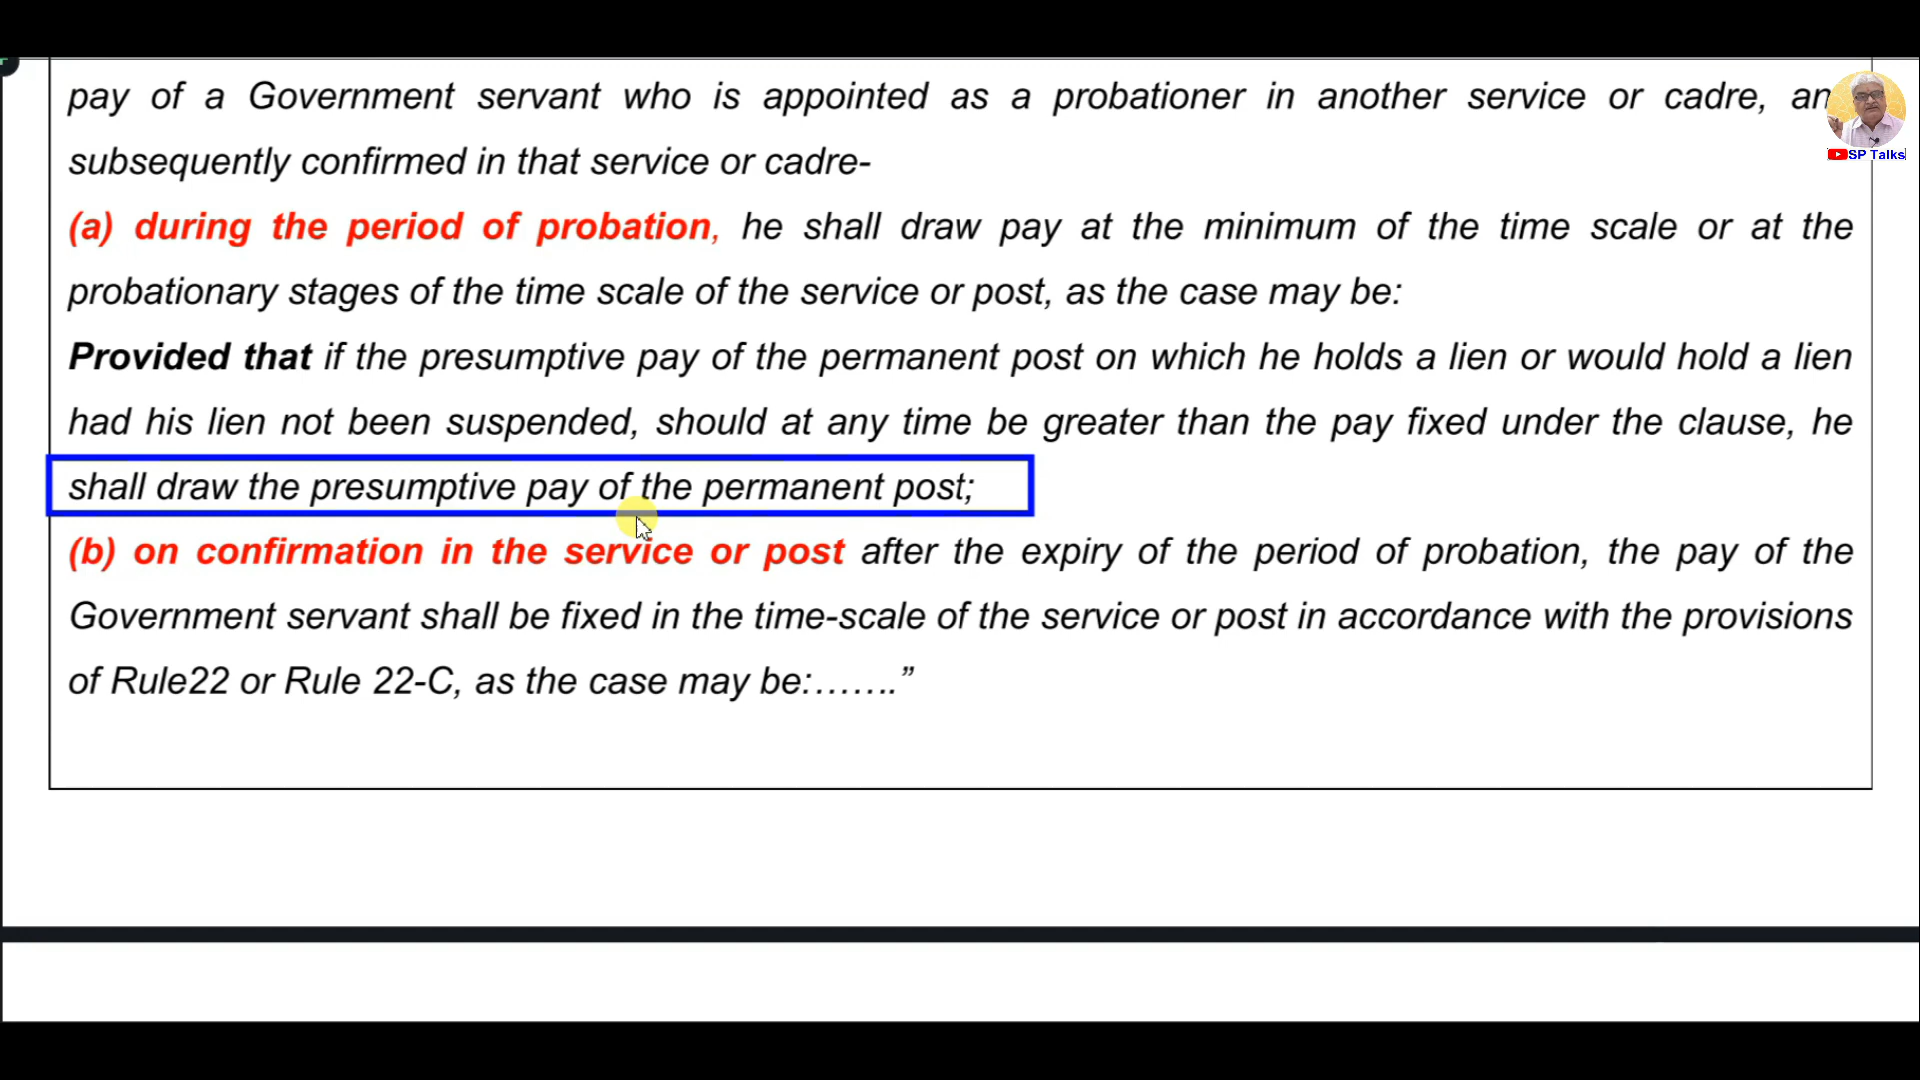 pay of a Government servant who is appointed as a probationer in another service or cadre, an
subsequently confirmed in that service or cadre-
(a) during the period of probation, he shall draw pay at the minimum of the time scale or at the
probationary stages of the time scale of the service or post, as the case may be:
Provided that if the presumptive pay of the permanent post on which he holds a lien or would hold a lien
had his lien not been suspended, should at any time be greater than the pay fixed under the clause, he
shall draw the presumptive pay of the permanent post;
(b) on confirmation in the service or post after the expiry of the period of probation, the pay of the
Government servant shall be fixed in the time-scale of the service or post in accordance with the provisions
of Rule22 or Rule 22-C, as the case may be:.......”
SP Talks